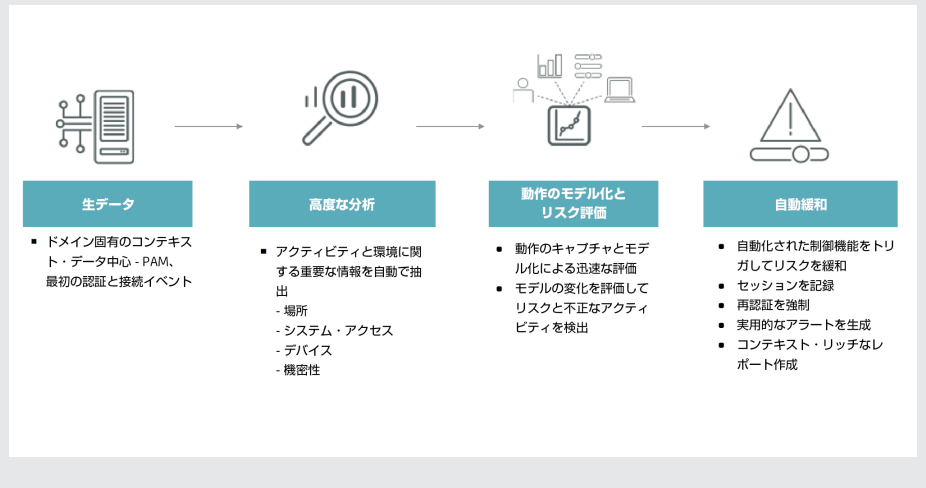 生データ
■ ドメイン固有のコンテキス
ト・データ中心 - PAM、
最初の認証と接続イベント
高度な分析
■ アクティビティと環境に関
する重要な情報を自動で抽
出
- 場所
- システム・アクセス
- デバイス
- 機密性
動作のモデル化と
リスク評価
● 動作のキャプチャとモデ
ル化による迅速な評価
● モデルの変化を評価して
リスクと不正なアクティ
ビティを検出
自動緩和
● 自動化された制御機能をトリ
ガしてリスクを緩和
● セッションを記録
● 再認証を強制
● 実用的なアラートを生成
● コンテキスト・リッチなレ
ポート作成